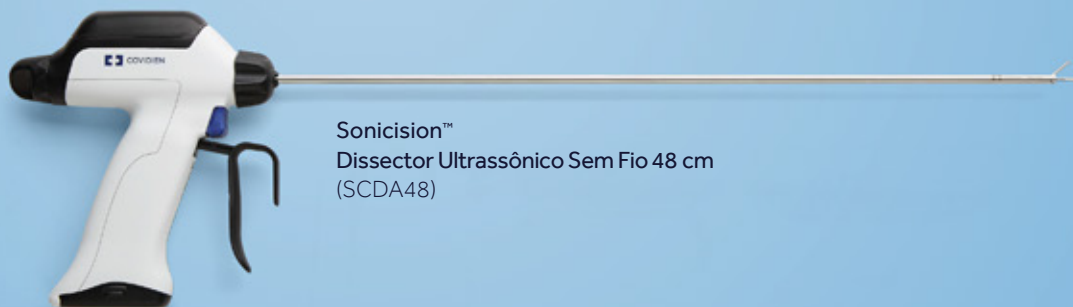 COVIDIEN
Sonicision™
Dissector Ultrassônico Sem Fio 48 cm
(SCDA48)